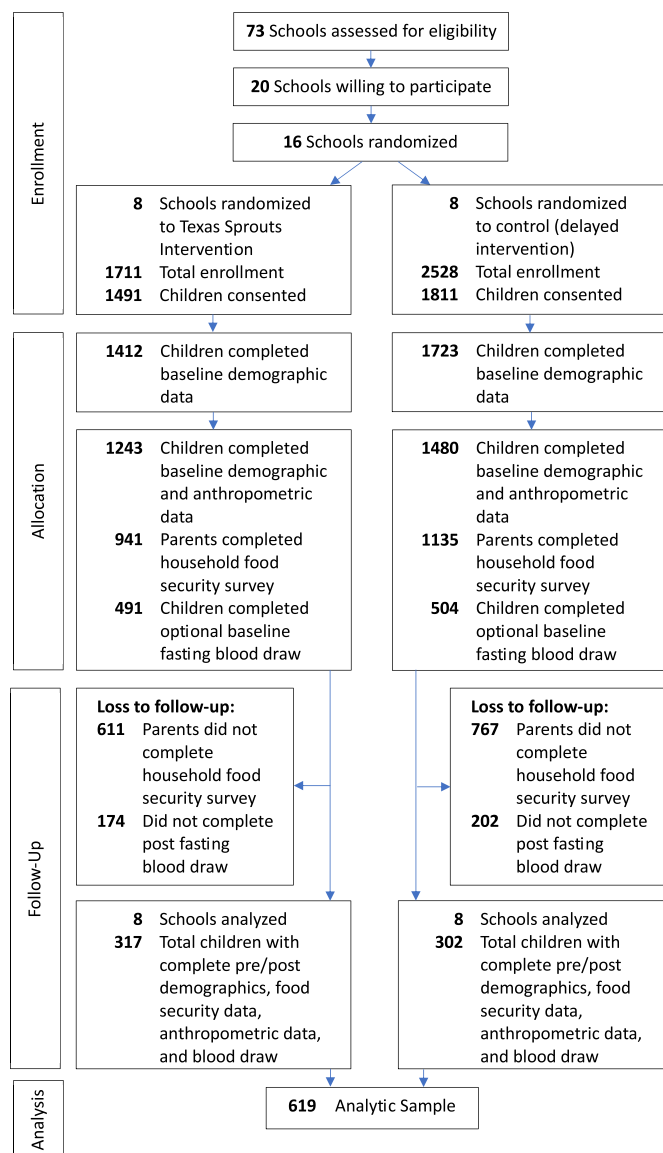 Enrollment
73 Schools assessed for eligibility
20 Schools willing to participate
16 Schools randomized
8 Schools randomized
to Texas Sprouts
Intervention
1711 Total enrollment
1491 Children consented
8 Schools randomized
to control (delayed
intervention)
2528 Total enrollment
1811 Children consented
Allocation
1412 Children completed
baseline demographic
data
1723 Children completed
baseline demographic
data
1243 Children completed
baseline demographic
and anthropometric
data
941 Parents completed
household food
security survey
491 Children completed
optional baseline
fasting blood draw
1480 Children completed
baseline demographic
and anthropometric
data
1135 Parents completed
household food
security survey
504 Children completed
optional baseline
fasting blood draw
Follow-Up
Loss to follow-up:
611 Parents did not
complete
household food
security survey
174 Did not complete
post fasting
blood draw
Loss to follow-up:
767 Parents did not
complete
household food
security survey
202 Did not complete
post fasting
blood draw
8 Schools analyzed
317 Total children with
complete pre/post
demographics, food
security data,
anthropometric data,
and blood draw
8 Schools analyzed
302 Total children with
complete pre/post
demographics, food
security data,
anthropometric data,
and blood draw
Analysis
619 Analytic Sample